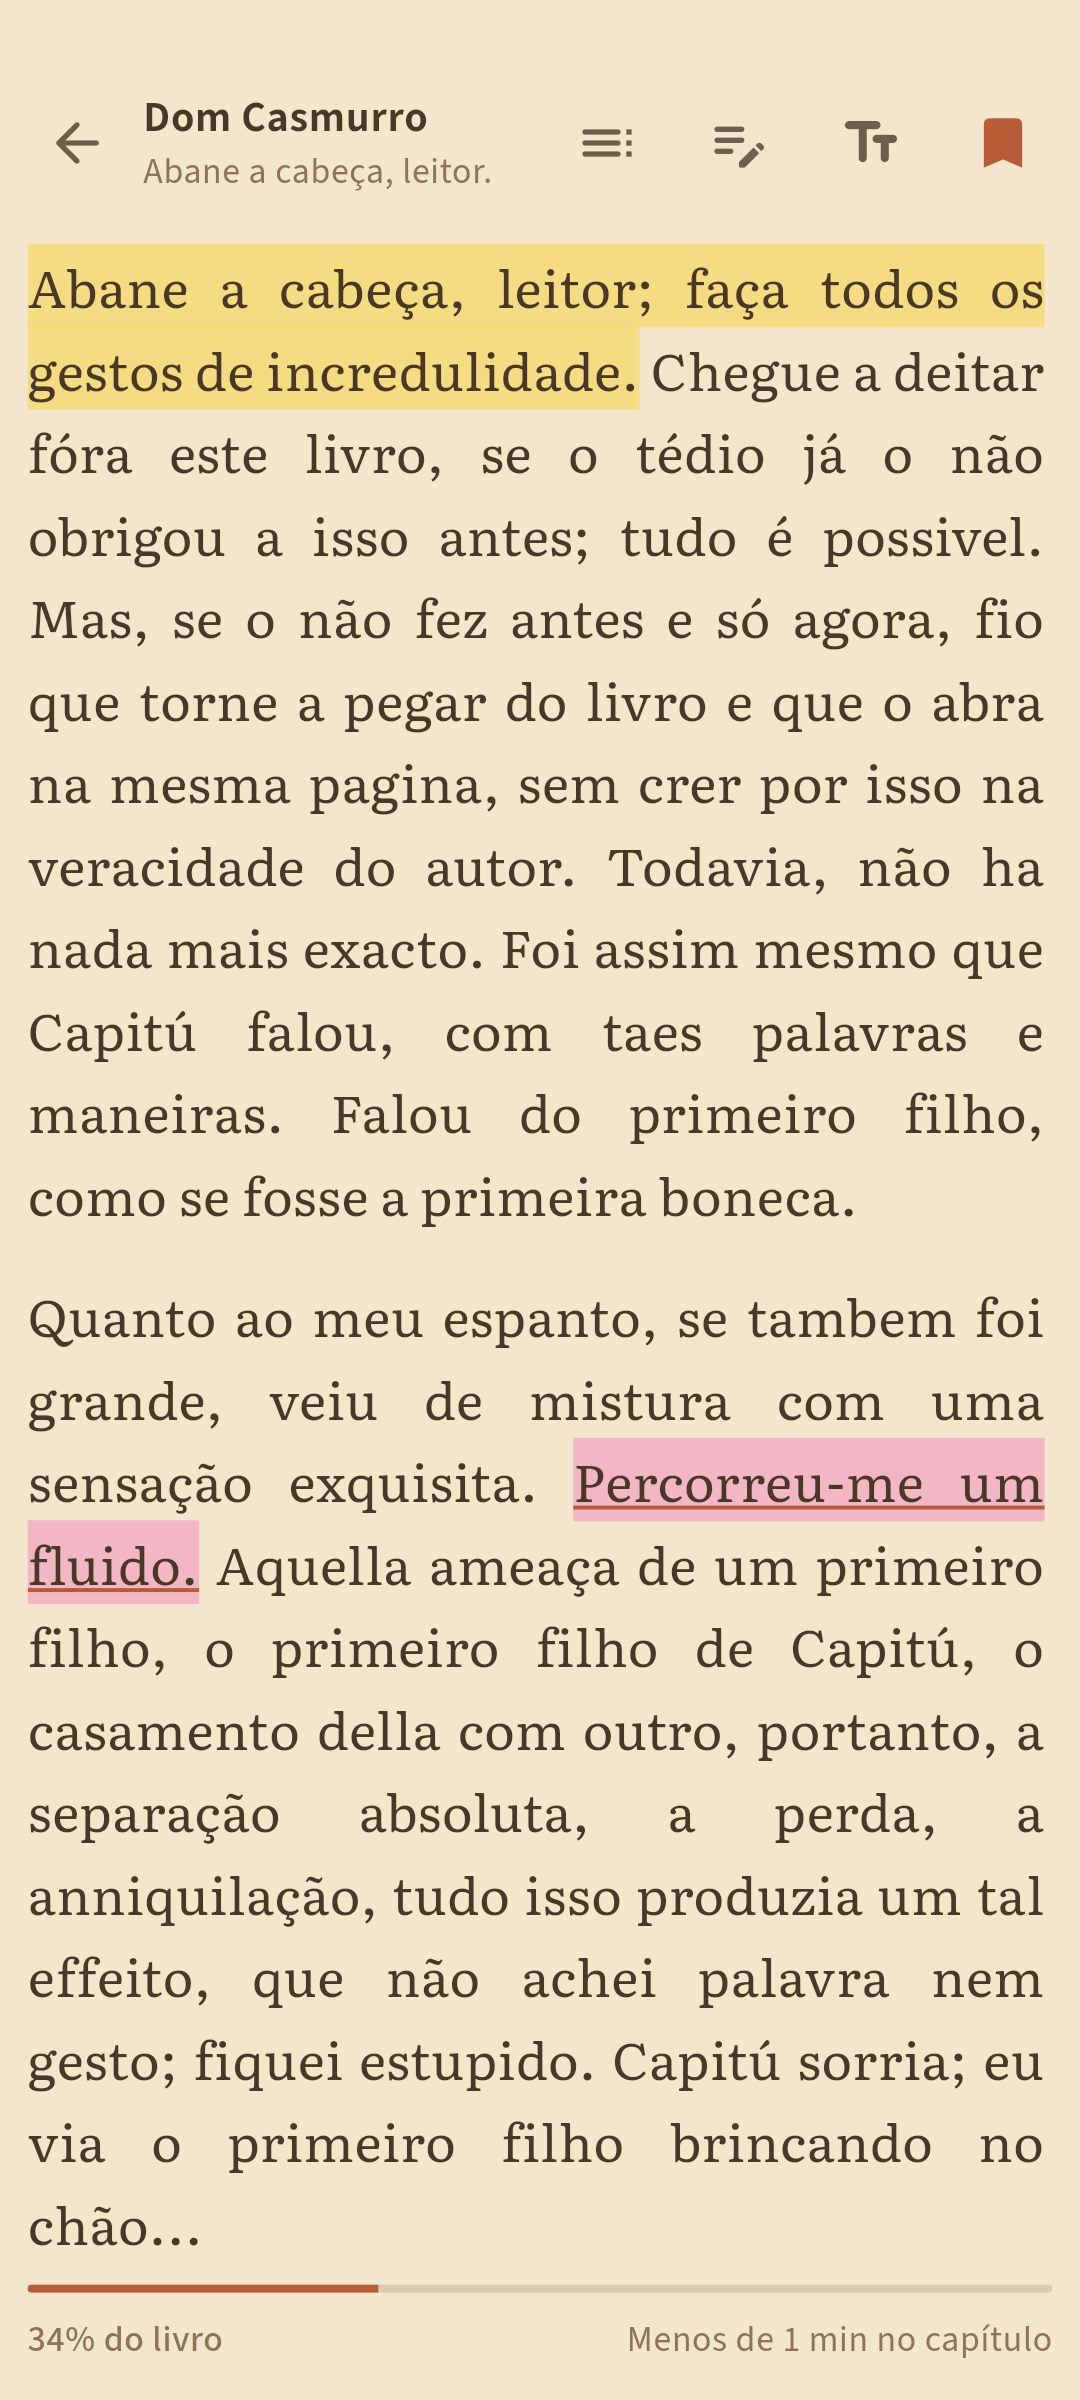 Dom Casmurro
Abane a cabeça, leitor.
Abane a cabeça, leitor; faça todos os
gestos de incredulidade. Chegue a deitar
fóra este livro, se o tédio já o não
obrigou a isso antes; tudo é possivel.
Mas, se o não fez antes e só agora, fio
que torne a pegar do livro e que o abra
na mesma pagina, sem crer por isso na
veracidade do autor. Todavia, não ha
nada mais exacto. Foi assim mesmo que
Capitú falou, com taes palavras e
maneiras. Falou do primeiro filho,
como se fosse a primeira boneca.
Quanto ao meu espanto, se tambem foi
grande, veiu de mistura com uma
sensação exquisita. Percorreu-me um
fluido. Aquella ameaça de um primeiro
filho, o primeiro filho de Capitú, o
casamento della com outro, portanto, a
separação absoluta, a perda, a
anniquilação, tudo isso produzia um tal
effeito, que não achei palavra nem
gesto; fiquei estupido. Capitú sorria; eu
via o primeiro filho brincando no
chão...
34% do livro
Menos de 1 min no capítulo